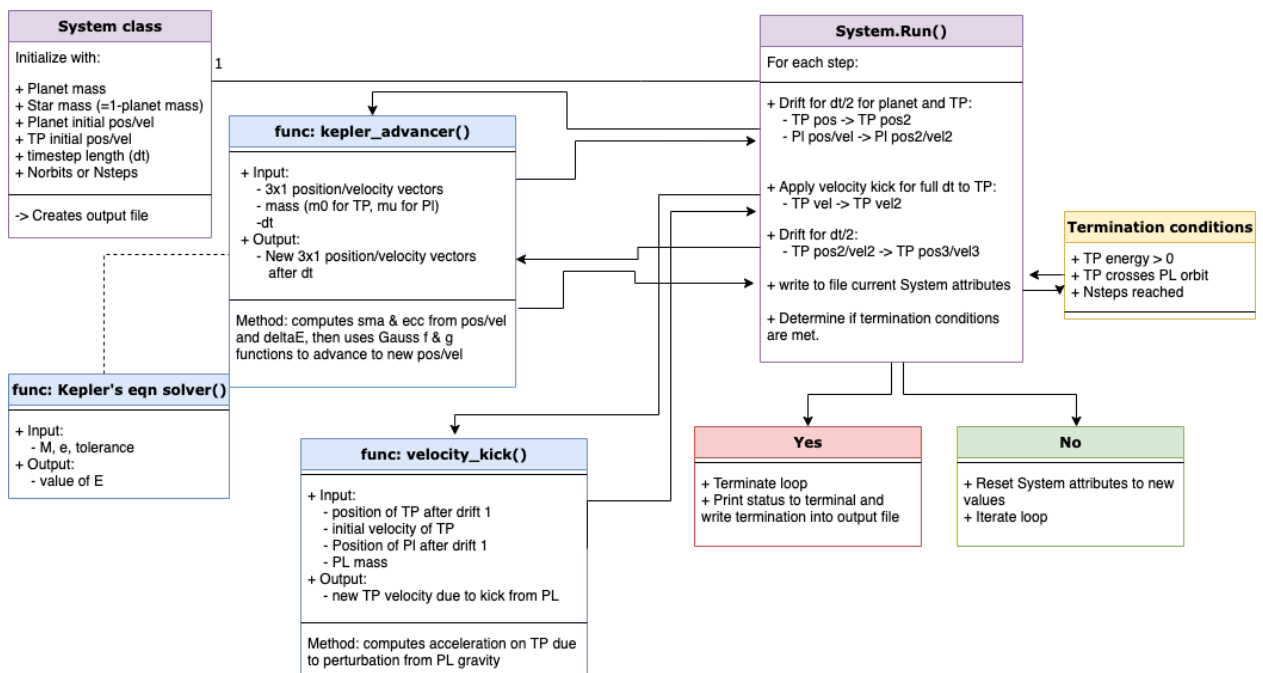 System class
Initialize with:
+ Planet mass
+ Star mass (=1-planet mass)
+ Planet initial pos/vel
+ TP initial pos/vel
+ timestep length (dt)
+ Norbits or Nsteps
-> Creates output file
1
func: kepler_advancer()
+ Input:
- 3x1 position/velocity vectors
- mass (m0 for TP, mu for Pl)
-dt
+ Output:
- New 3x1 position/velocity vectors
after dt
Method: computes sma & ecc from pos/vel
and deltaE, then uses Gauss f & g
functions to advance to new pos/vel
func: Kepler's eqn solver()
+ Input:
- M, e, tolerance
+ Output:
- value of E
func: velocity_kick()
+ Input:
- position of TP after drift 1
- initial velocity of TP
- Position of Pl after drift 1
- PL mass
+ Output:
- new TP velocity due to kick from PL
Method: computes acceleration on TP due
to perturbation from PL gravity
System.Run()
For each step:
+ Drift for dt/2 for planet and TP:
- TP pos -> TP pos2
- Pl pos/vel -> Pl pos2/vel2
+ Apply velocity kick for full dt to TP:
- TP vel -> TP vel2
+ Drift for dt/2:
- TP pos2/vel2 -> TP pos3/vel3
+ write to file current System attributes
+ Determine if termination conditions
are met.
Termination conditions
+ TP energy > 0
+ TP crosses PL orbit
+ Nsteps reached
Yes
+ Terminate loop
+ Print status to terminal and
write termination into output file
No
+ Reset System attributes to new
values
+ Iterate loop